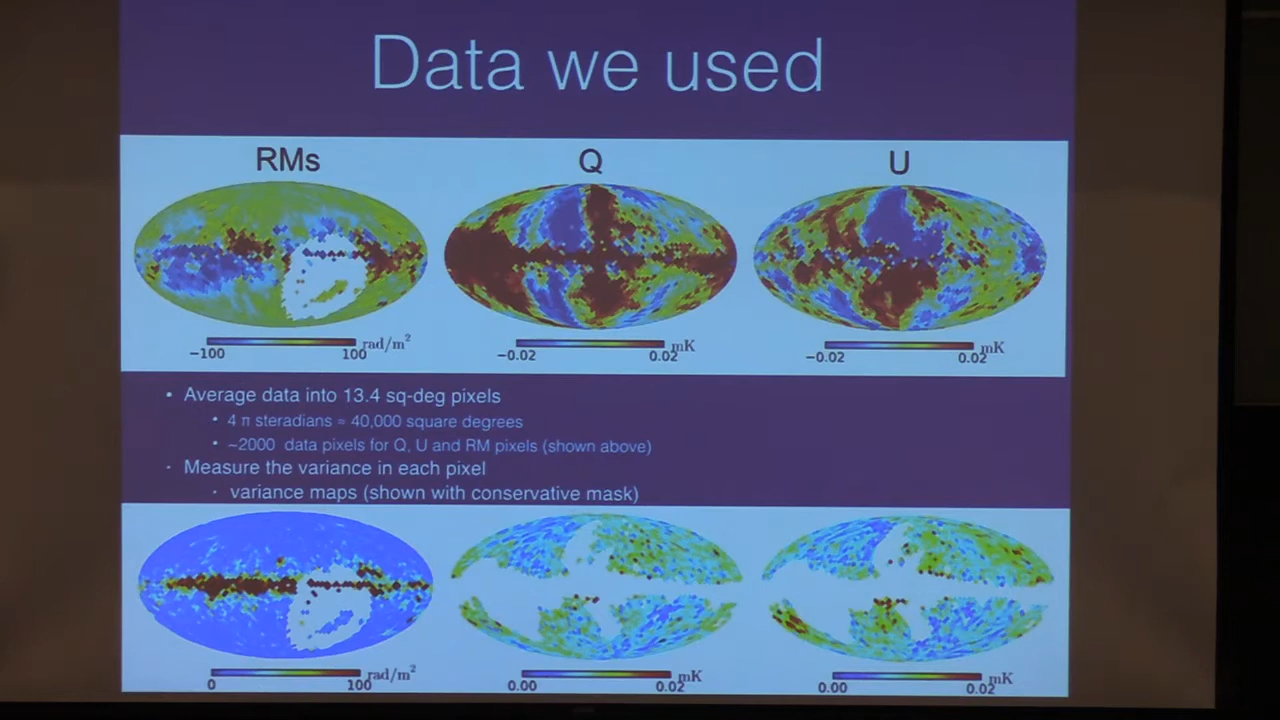 Data we used
RMs Q U
−100 100 rad/m²
−0.02 0.02 mK
−0.02 0.02 mK
• Average data into 13.4 sq-deg pixels
• 4 π steradians ≈ 40,000 square degrees
• ~2000 data pixels for Q, U and RM pixels (shown above)
• Measure the variance in each pixel
• variance maps (shown with conservative mask)
0 100 rad/m²
0.00 0.02 mK
0.00 0.02 mK